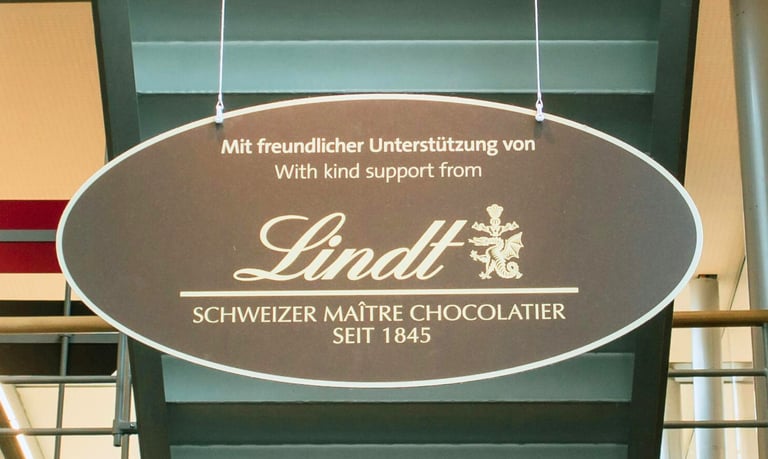 Mit freundlicher Unterstützung von
With kind support from
Lindt
SCHWEIZER MAÎTRE CHOCOLATIER
SEIT 1845